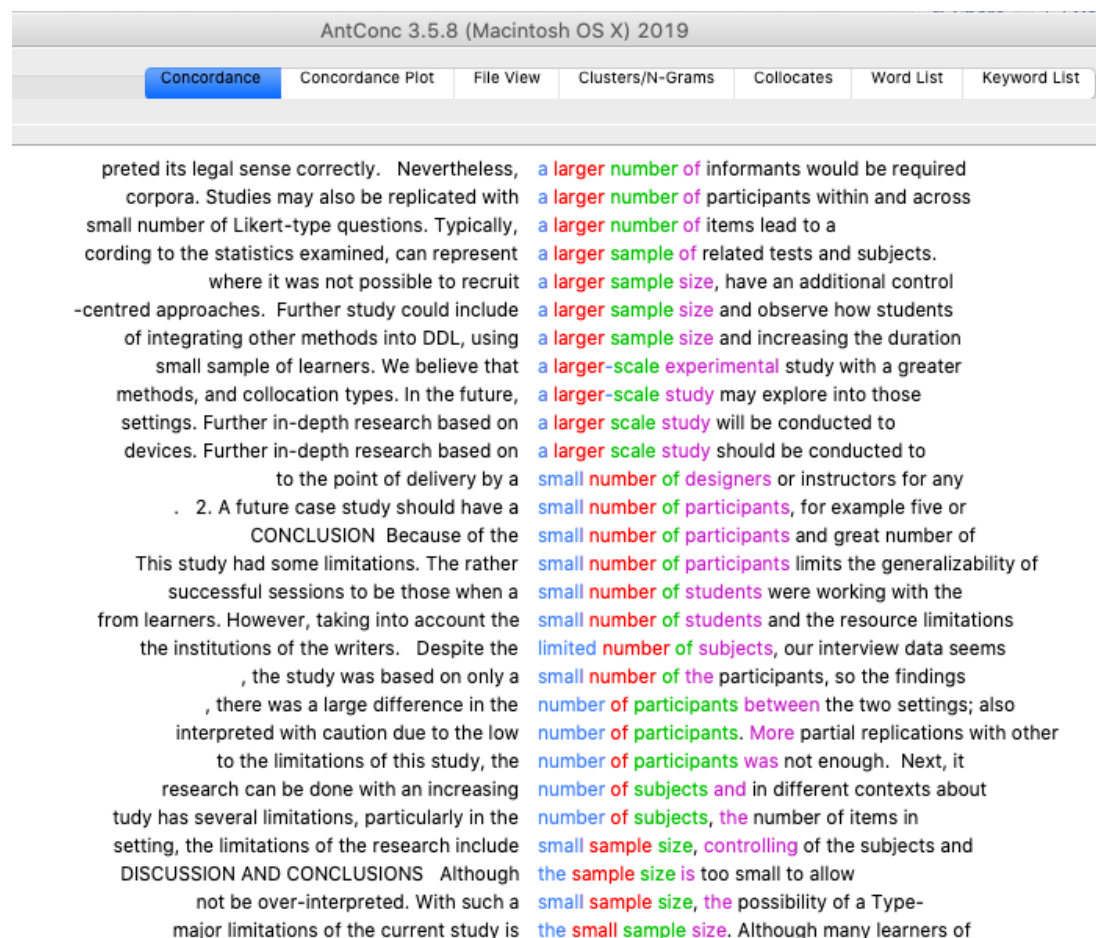 AntConc 3.5.8 (Macintosh OS X) 2019
Concordance Concordance Plot File View Clusters/N-Grams Collocates Word List Keyword List
preted its legal sense correctly. Nevertheless, a larger number of informants would be required
corpora. Studies may also be replicated with a larger number of participants within and across
small number of Likert-type questions. Typically, a larger number of items lead to a
cording to the statistics examined, can represent a larger sample of related tests and subjects.
where it was not possible to recruit a larger sample size, have an additional control
-centred approaches. Further study could include a larger sample size and observe how students
of integrating other methods into DDL, using a larger sample size and increasing the duration
small sample of learners. We believe that a larger-scale experimental study with a greater
methods, and collocation types. In the future, a larger-scale study may explore into those
settings. Further in-depth research based on a larger scale study will be conducted to
devices. Further in-depth research based on a larger scale study should be conducted to
to the point of delivery by a small number of designers or instructors for any
. 2. A future case study should have a small number of participants, for example five or
CONCLUSION Because of the small number of participants and great number of
This study had some limitations. The rather small number of participants limits the generalizability of
successful sessions to be those when a small number of students were working with the
from learners. However, taking into account the small number of students and the resource limitations
the institutions of the writers. Despite the limited number of subjects, our interview data seems
, the study was based on only a small number of the participants, so the findings
, there was a large difference in the number of participants between the two settings; also
interpreted with caution due to the low number of participants. More partial replications with other
to the limitations of this study, the number of participants was not enough. Next, it
research can be done with an increasing number of subjects and in different contexts about
tudy has several limitations, particularly in the number of subjects, the number of items in
setting, the limitations of the research include small sample size, controlling of the subjects and
DISCUSSION AND CONCLUSIONS Although the sample size is too small to allow
not be over-interpreted. With such a small sample size, the possibility of a Type-
major limitations of the current study is the small sample size. Although many learners of